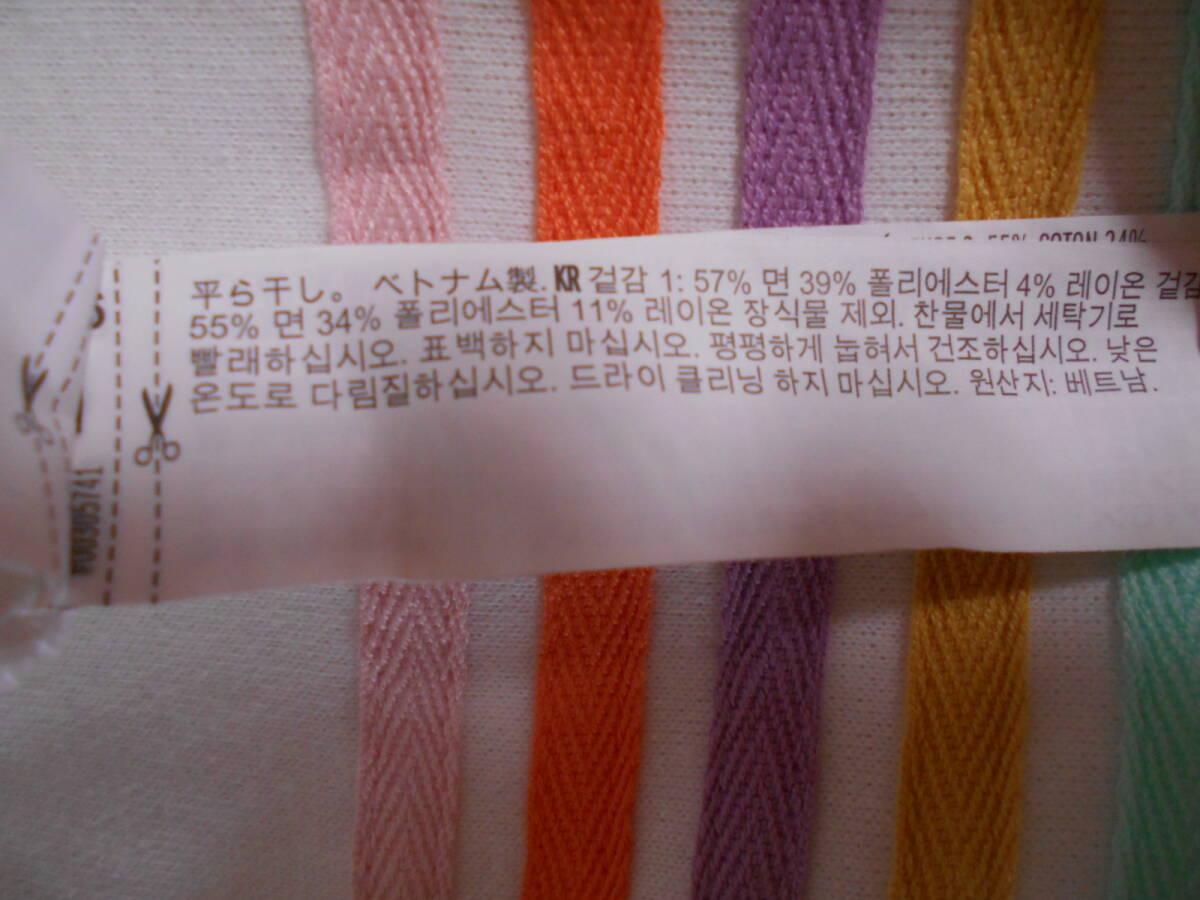 55% COTON 34%
平ら干し。 ベトナム製. KR 겉감 1: 57% 면 39% 폴리에스터 4% 레이온 겉감
55% 면 34% 폴리에스터 11% 레이온 장식물 제외. 찬물에서 세탁기로
빨래하십시오. 표백하지 마십시오. 평평하게 눕혀서 건조하십시오. 낮은
온도로 다림질하십시오. 드라이 클리닝 하지 마십시오. 원산지: 베트남.